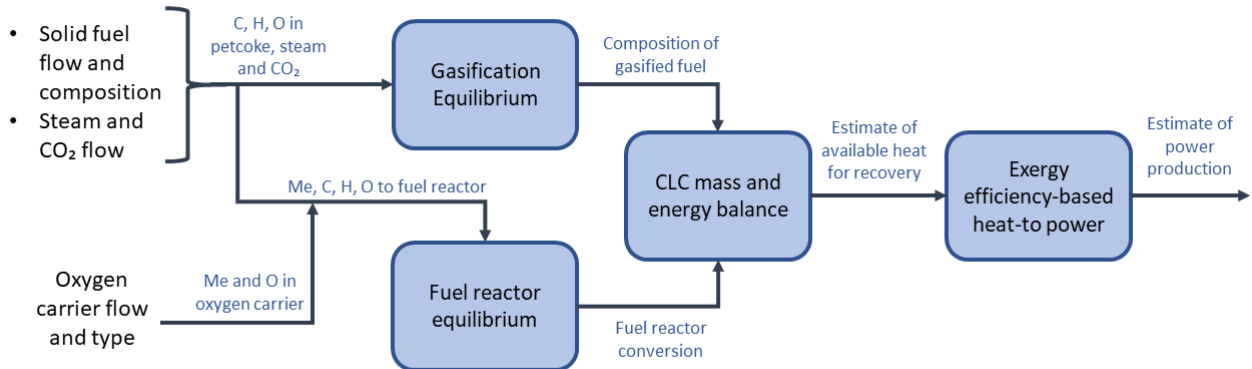 • Solid fuel
flow and
composition
• Steam and
CO₂ flow
C, H, O in
petcoke, steam
and CO₂
Gasification
Equilibrium
Composition of
gasified fuel
Me, C, H, O to fuel reactor
Oxygen
carrier flow
and type
Me and O in
oxygen carrier
Fuel reactor
equilibrium
Fuel reactor
conversion
CLC mass and
energy balance
Estimate of
available heat
for recovery
Exergy
efficiency-based
heat-to power
Estimate of
power
production